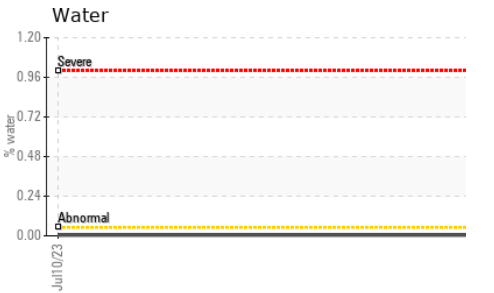 Water
1.20
Severe
0.96
0.72
% water
0.48
0.24
Abnormal
0.00
Jul10/23